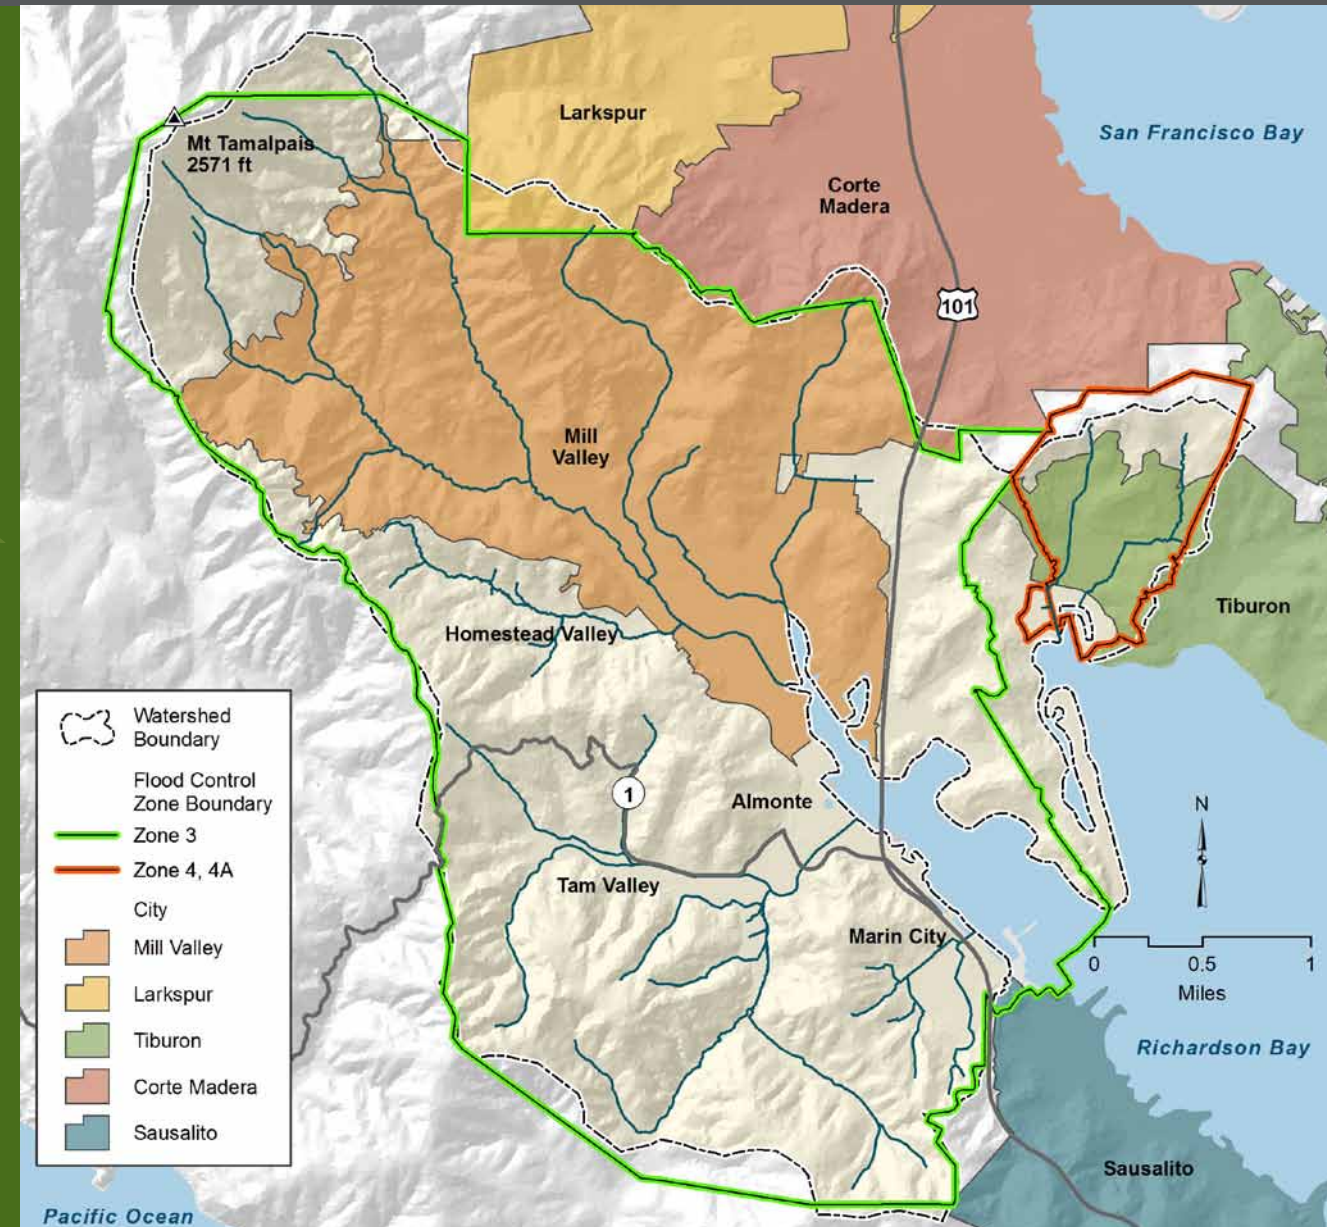 Larkspur
San Francisco Bay
Mt Tamalpais
2571 ft
Corte
Madera
101
Mill
Valley
Tiburon
Homestead Valley
1
Almonte
Tam Valley
Marin City
N
0 0.5 1
Miles
Richardson Bay
Sausalito
Pacific Ocean
Watershed
Boundary
Flood Control
Zone Boundary
Zone 3
Zone 4, 4A
City
Mill Valley
Larkspur
Tiburon
Corte Madera
Sausalito